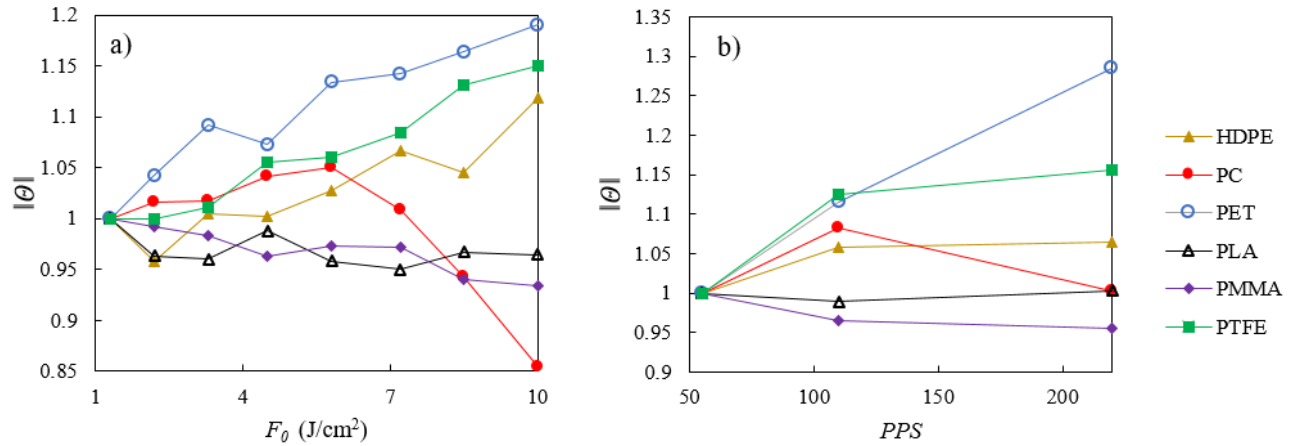 a)
1.2
1.15
1.1
1.05
1
0.95
0.9
0.85
‖Θ‖
1 4 7 10
F0 (J/cm²)
b)
1.35
1.3
1.25
1.2
1.15
1.1
1.05
1
0.95
0.9
‖Θ‖
50 100 150 200
PPS
HDPE
PC
PET
PLA
PMMA
PTFE